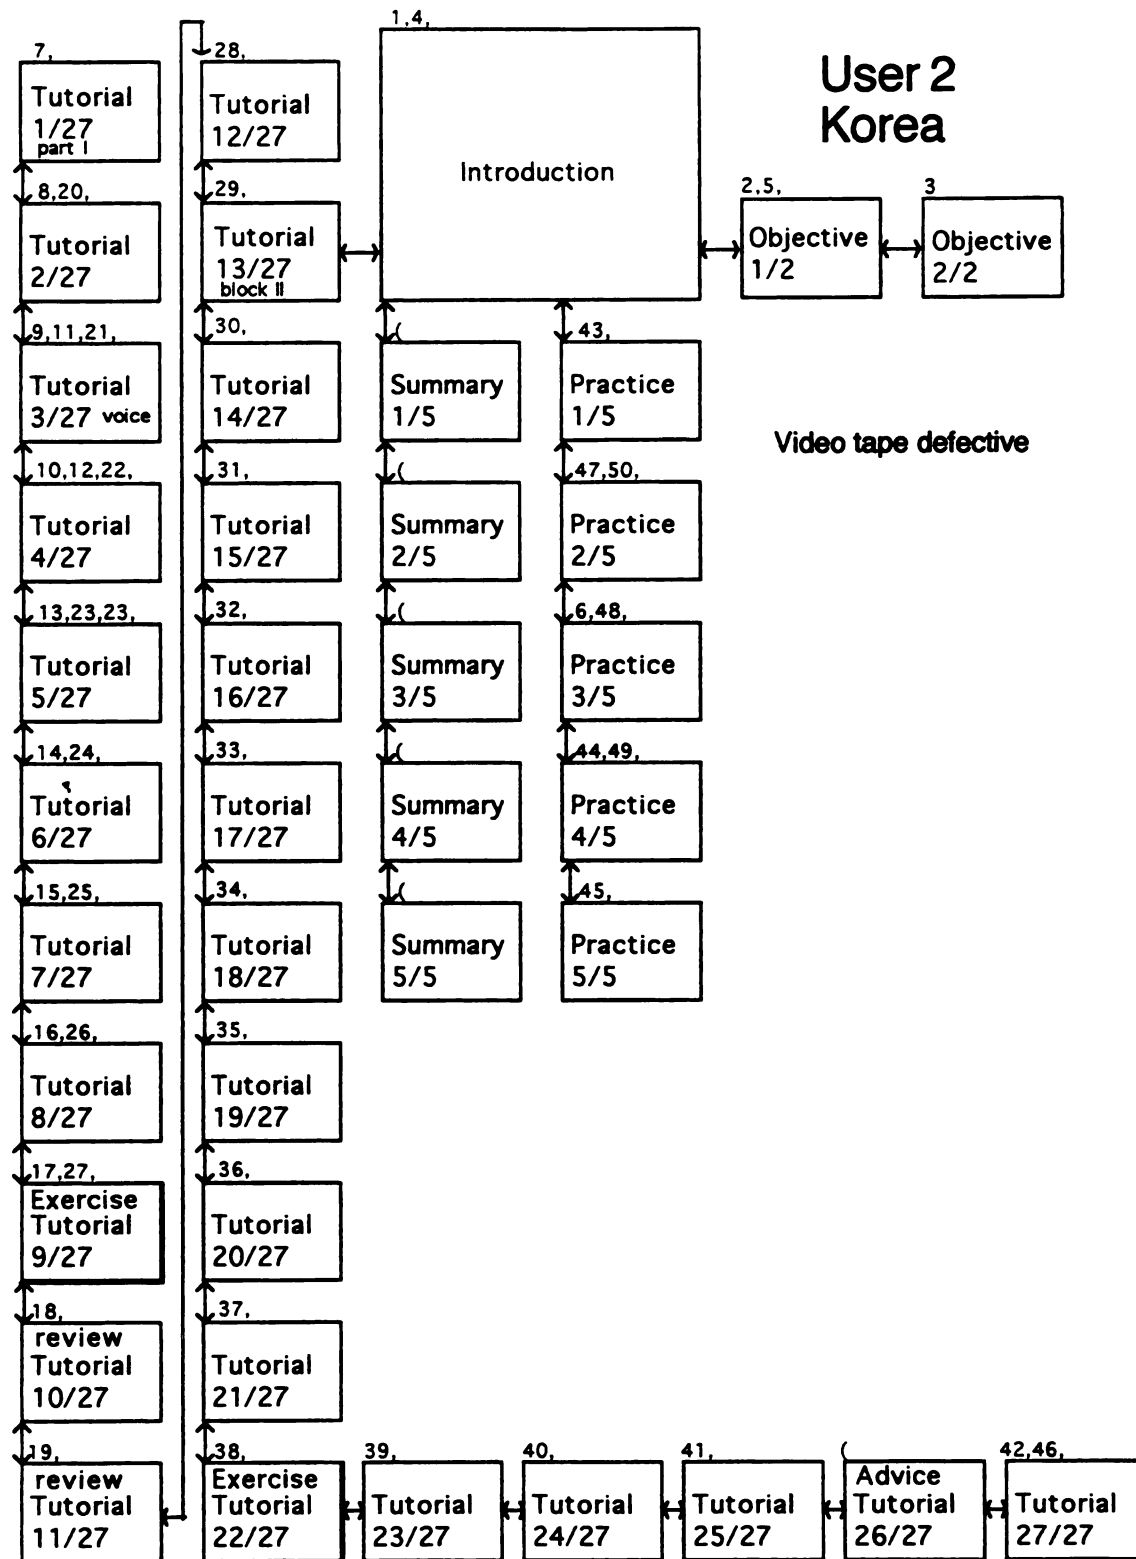 User 2
Korea
Video tape defective
7,
Tutorial
1/27
part I
8,20,
Tutorial
2/27
9,11,21,
Tutorial
3/27 voice
10,12,22,
Tutorial
4/27
13,23,23,
Tutorial
5/27
14,24,
Tutorial
6/27
15,25,
Tutorial
7/27
16,26,
Tutorial
8/27
17,27,
Exercise
Tutorial
9/27
18,
review
Tutorial
10/27
19,
review
Tutorial
11/27
28,
Tutorial
12/27
29,
Tutorial
13/27
block II
30,
Tutorial
14/27
31,
Tutorial
15/27
32,
Tutorial
16/27
33,
Tutorial
17/27
34,
Tutorial
18/27
35,
Tutorial
19/27
36,
Tutorial
20/27
37,
Tutorial
21/27
38,
Exercise
Tutorial
22/27
39,
Tutorial
23/27
40,
Tutorial
24/27
41,
Tutorial
25/27
(
Advice
Tutorial
26/27
42,46,
Tutorial
27/27
1,4,
Introduction
2,5,
Objective
1/2
3
Objective
2/2
(
Summary
1/5
(
Summary
2/5
(
Summary
3/5
(
Summary
4/5
(
Summary
5/5
43,
Practice
1/5
47,50,
Practice
2/5
6,48,
Practice
3/5
44,49,
Practice
4/5
45,
Practice
5/5